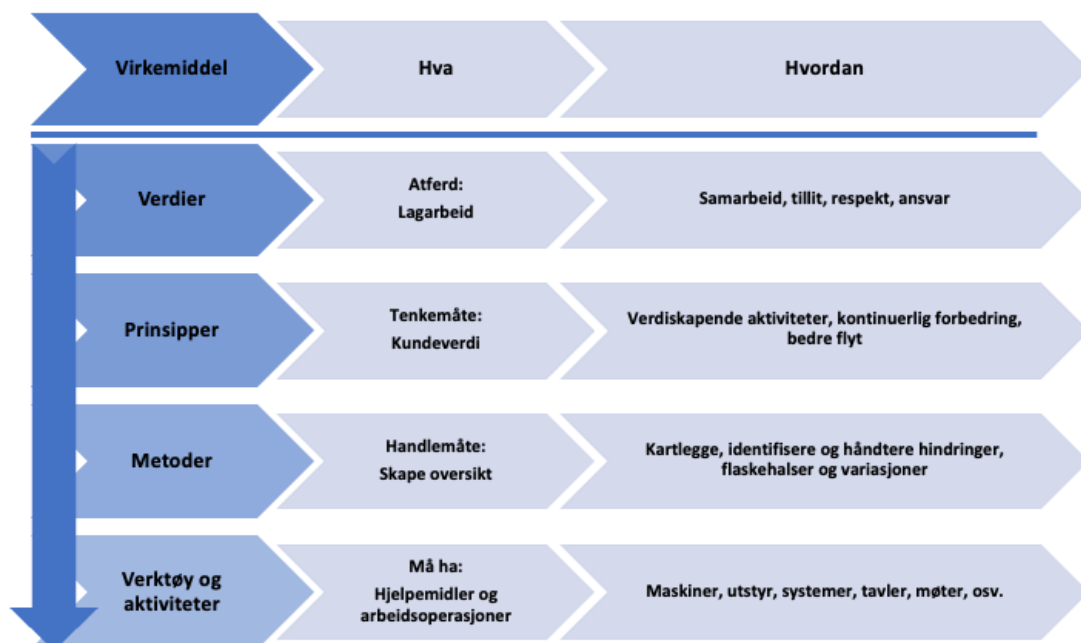 Virkemiddel
Hva
Hvordan
Verdier
Atferd:
Lagarbeid
Samarbeid, tillit, respekt, ansvar
Prinsipper
Tenkemåte:
Kundeverdi
Verdiskapende aktiviteter, kontinuerlig forbedring,
bedre flyt
Metoder
Handlemåte:
Skape oversikt
Kartlegge, identifisere og håndtere hindringer,
flaskehalser og variasjoner
Verktøy og
aktiviteter
Må ha:
Hjelpemidler og
arbeidsoperasjoner
Maskiner, utstyr, systemer, tavler, møter, osv.